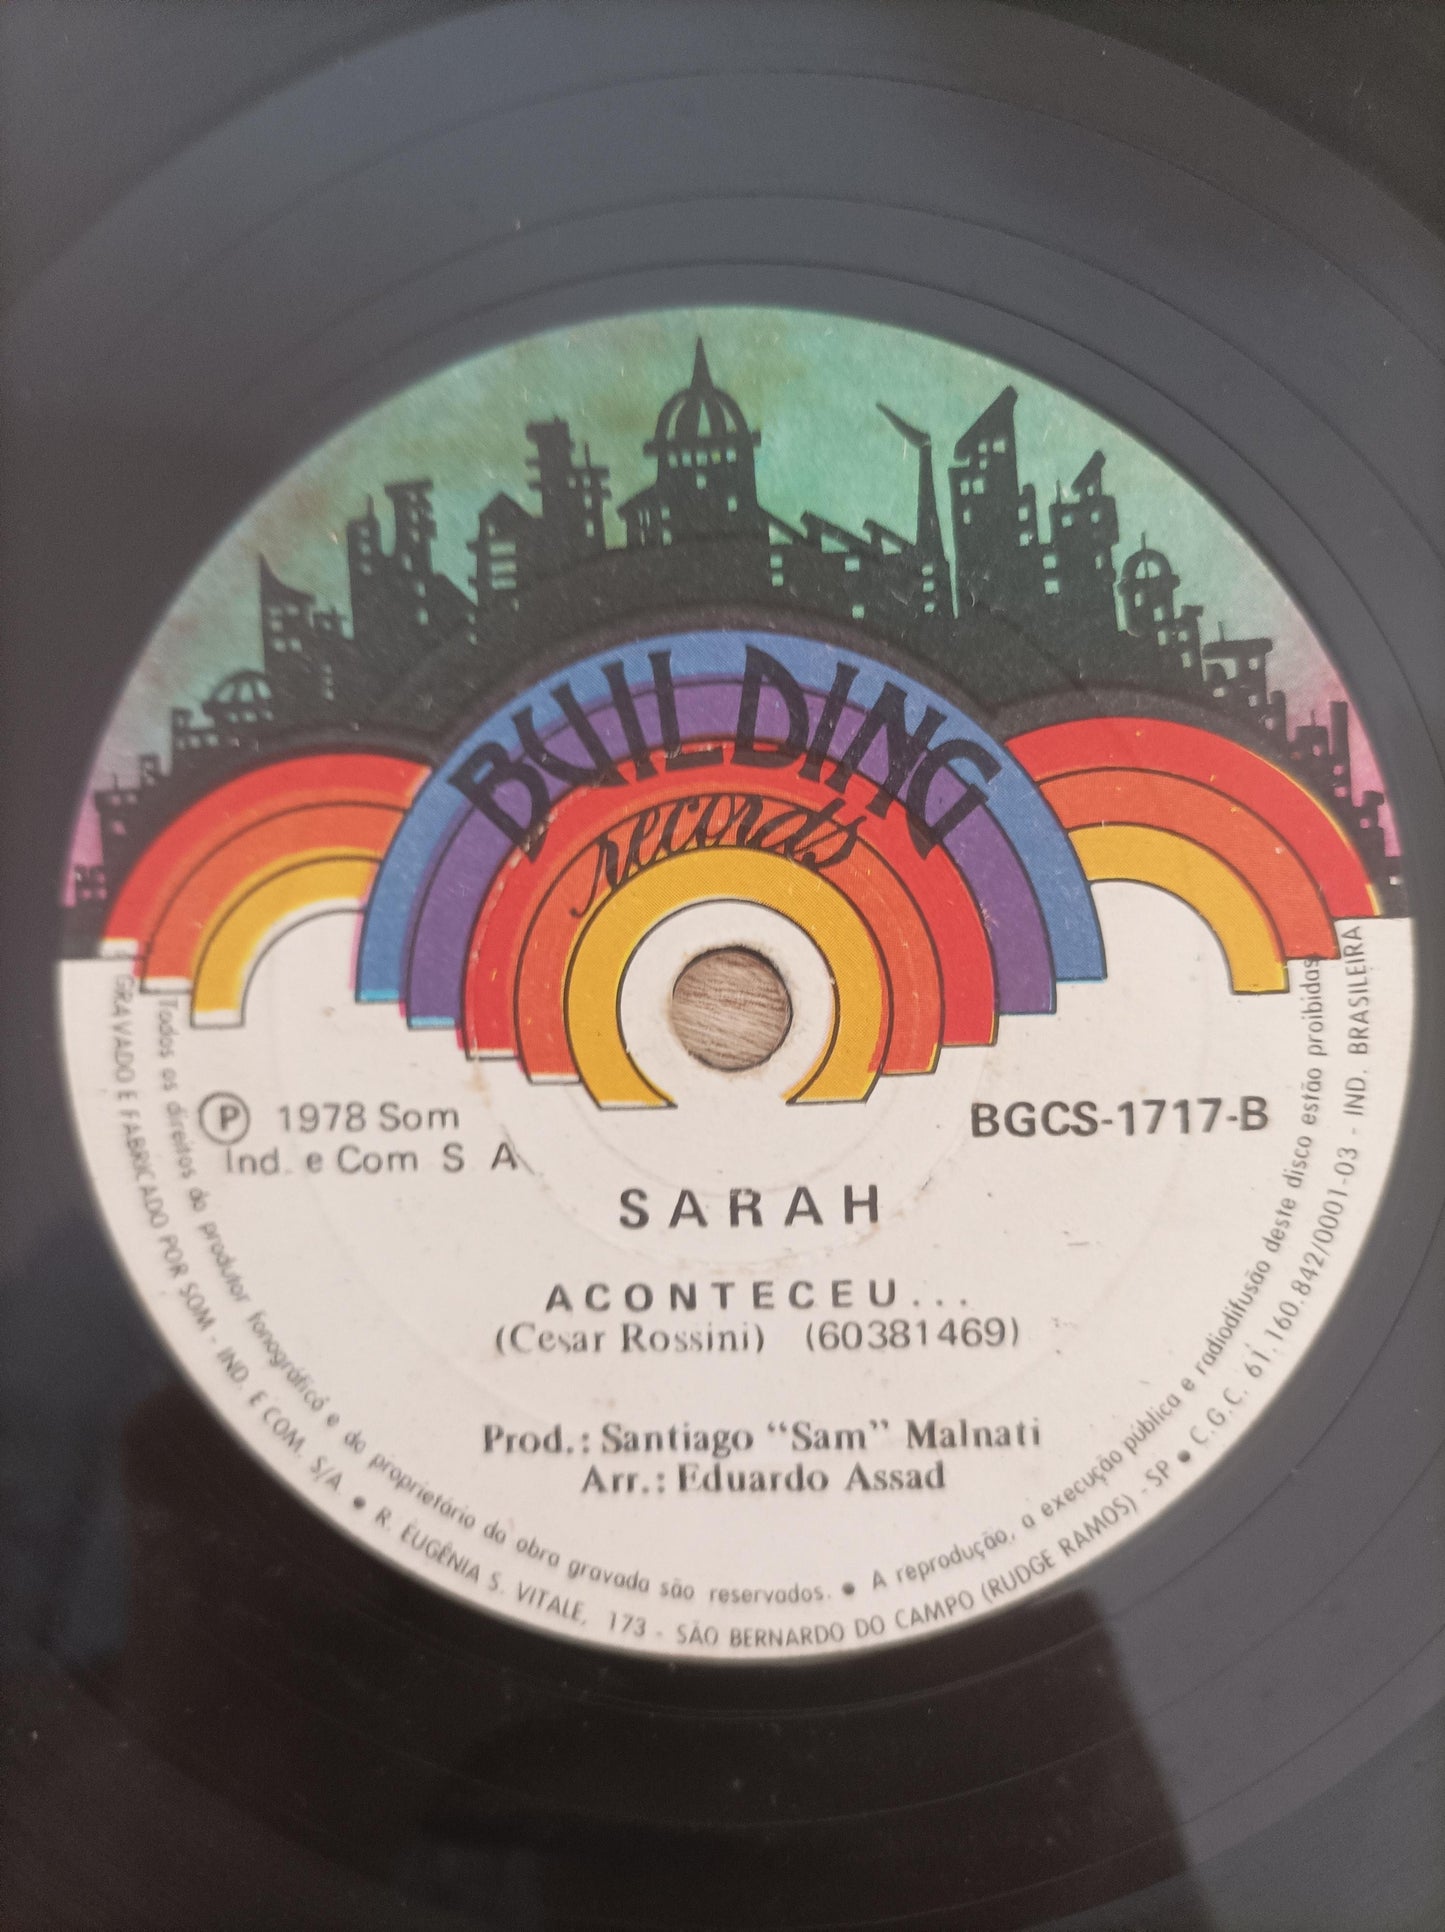 BUILDING
records
Ⓟ 1978 Som
Ind. e Com S A
BGCS-1717-B
SARAH
ACONTECEU...
(Cesar Rossini) (60381469)
Prod.: Santiago “Sam” Malnati
Arr.: Eduardo Assad
Todos os direitos do produtor fonográfico e do proprietário da obra gravada são reservados. ● A reprodução, a execução pública e radiodifusão deste disco estão proibidas
GRAVADO E FABRICADO POR SOM - IND. E COM. S/A ● R. EUGÊNIA S. VITALE, 173 - SÃO BERNARDO DO CAMPO (RUDGE RAMOS) - SP ● C.G.C. 61.160.842/0001-03 - IND. BRASILEIRA